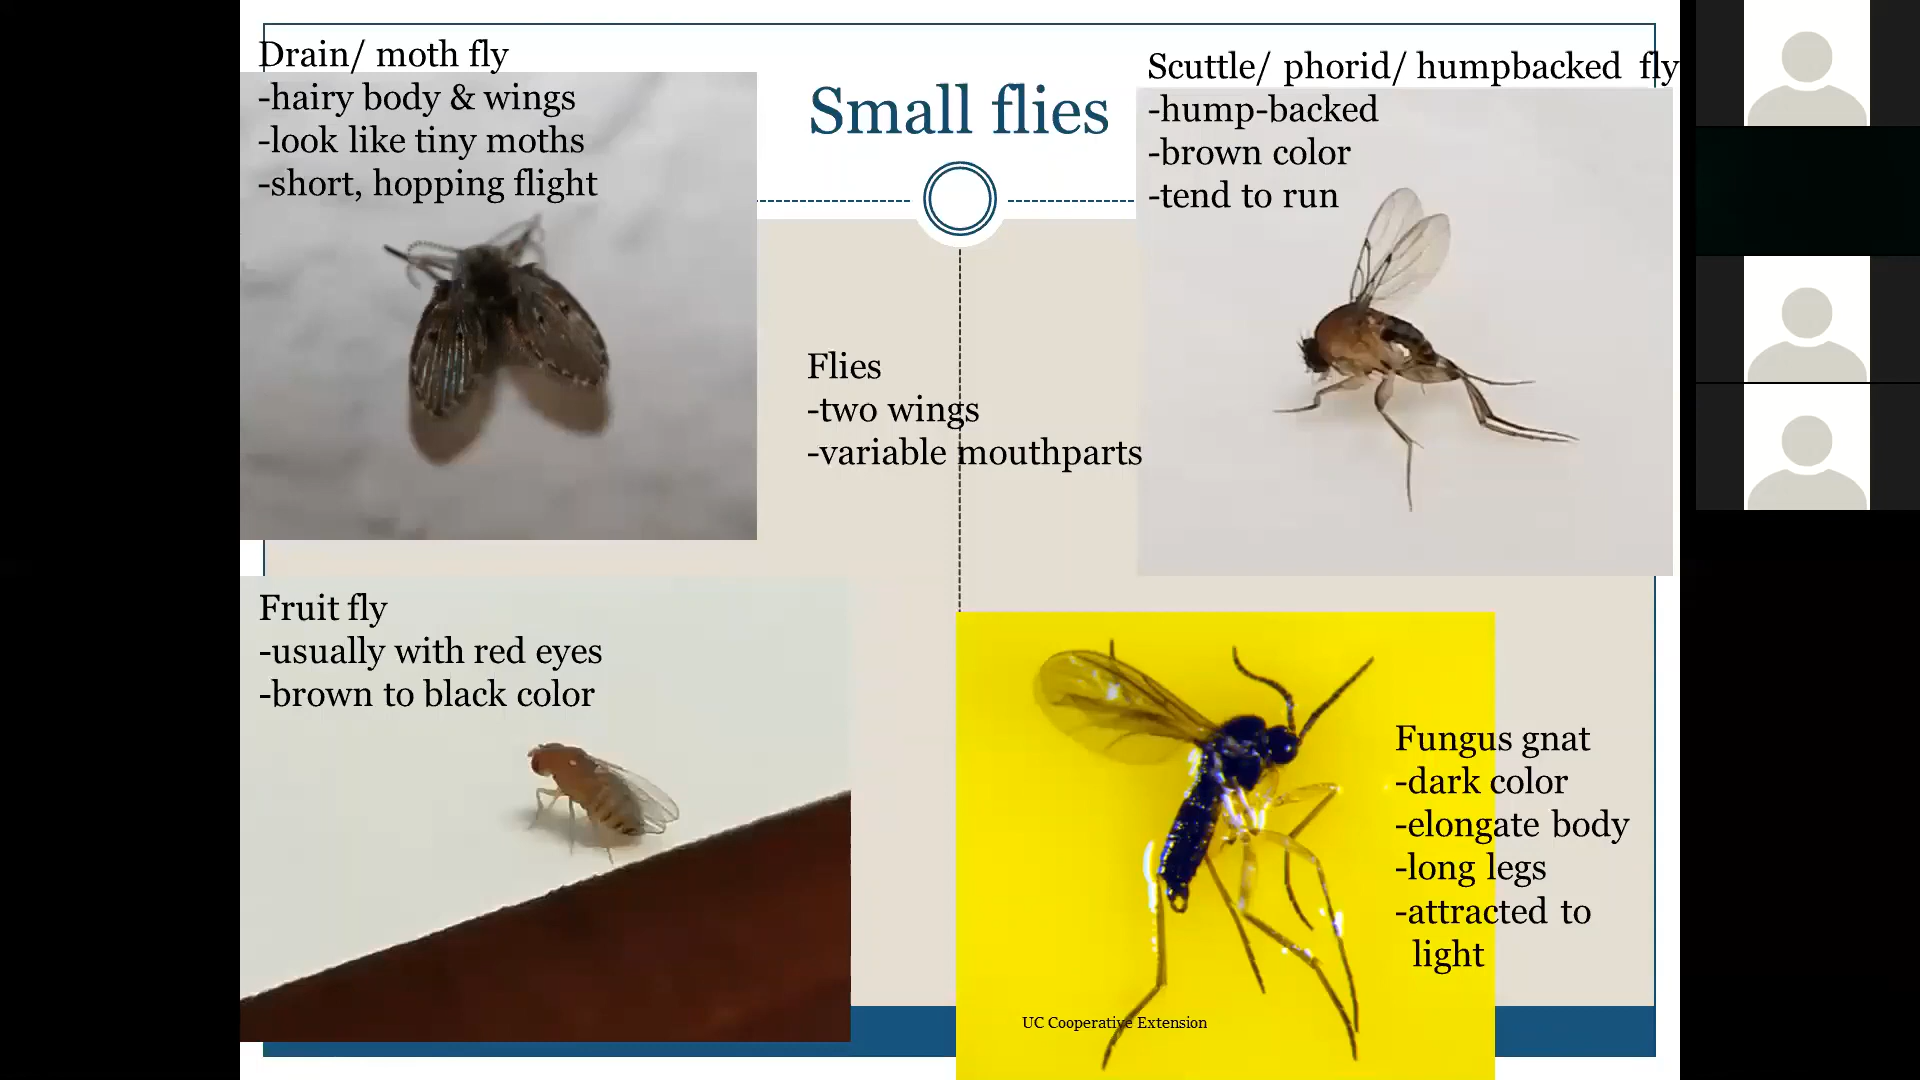 Drain/ moth fly
-hairy body & wings
-look like tiny moths
-short, hopping flight
Small flies
Scuttle/ phorid/ humpbacked fly
-hump-backed
-brown color
-tend to run
Flies
-two wings
-variable mouthparts
Fruit fly
-usually with red eyes
-brown to black color
Fungus gnat
-dark color
-elongate body
-long legs
-attracted to
light
UC Cooperative Extension